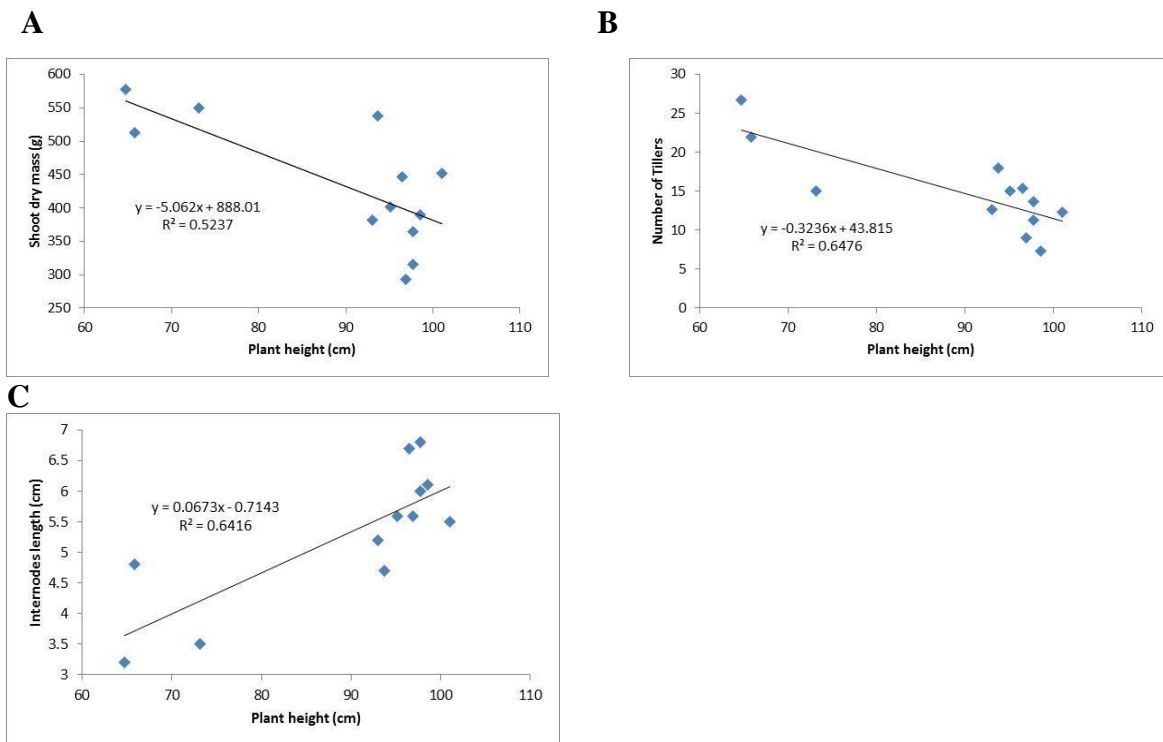 A
B
600
550
500
450
400
350
300
250
Shoot dry mass (g)
y = -5.062x + 888.01
R² = 0.5237
60 70 80 90 100 110
Plant height (cm)
30
25
20
15
10
5
0
Number of Tillers
y = -0.3236x + 43.815
R² = 0.6476
60 70 80 90 100 110
Plant height (cm)
C
7
6.5
6
5.5
5
4.5
4
3.5
3
Internodes length (cm)
y = 0.0673x - 0.7143
R² = 0.6416
60 70 80 90 100 110
Plant height (cm)